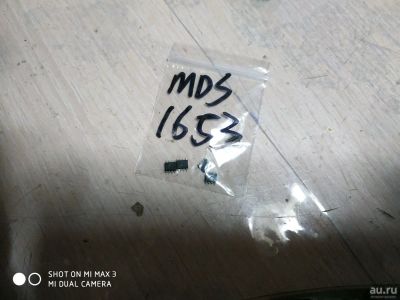 MDS
1653
SHOT ON MI MAX 3
MI DUAL CAMERA
au.ru